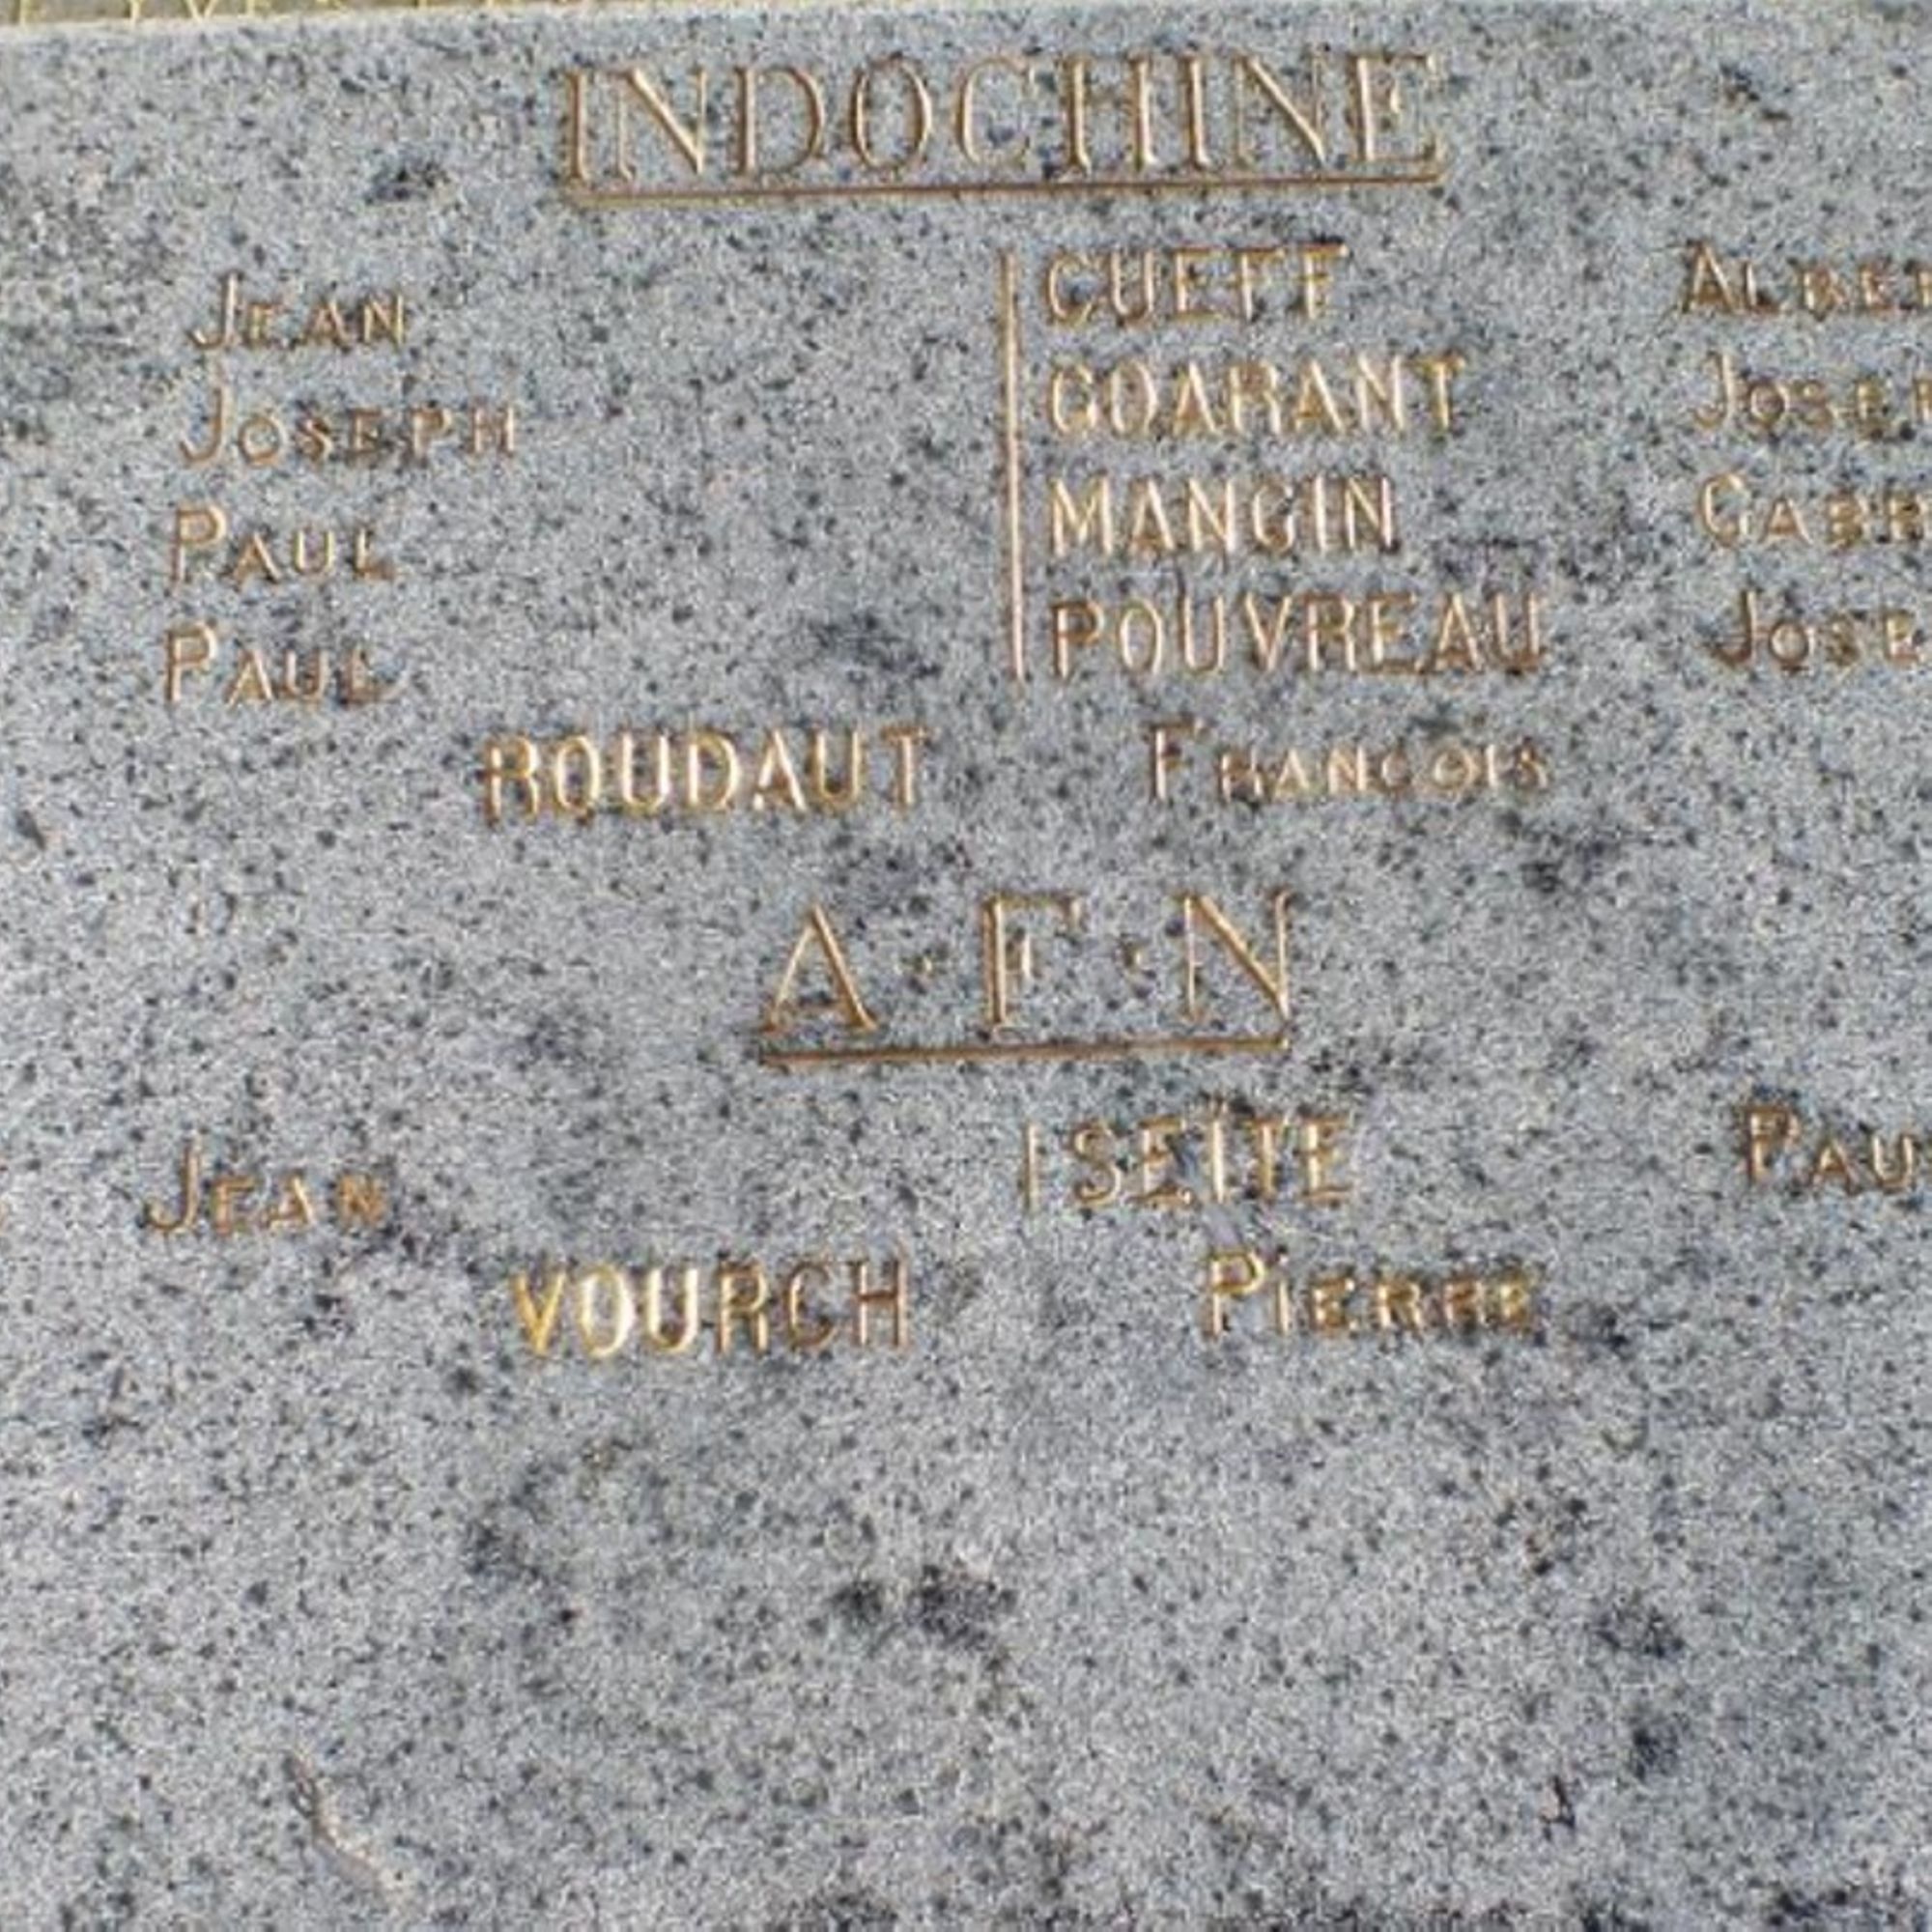 INDOCHINE
JEAN CUEFF
JOSEPH GOARANT
PAUL MANGIN
PAUL POUVREAU
ROUDAUT FRANCOIS
A·F·N
JEAN SEITE
VOURCH PIERRE